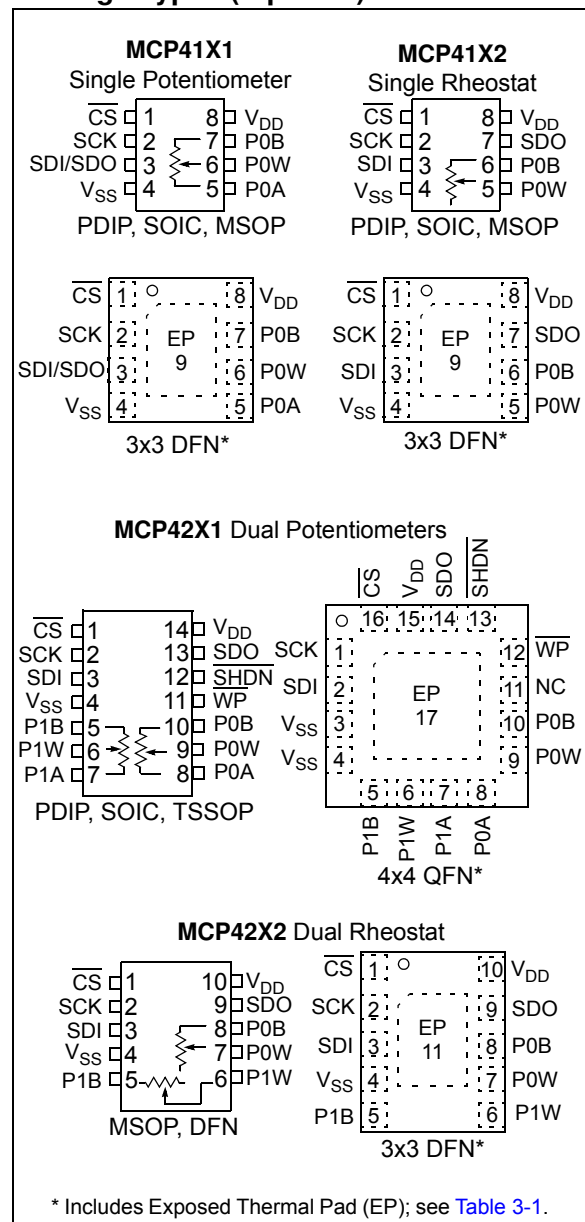 MCP41X1
Single Potentiometer
CS 1 8 VDD
SCK 2 7 P0B
SDI/SDO 3 6 P0W
VSS 4 5 P0A
PDIP, SOIC, MSOP
MCP41X2
Single Rheostat
CS 1 8 VDD
SCK 2 7 SDO
SDI 3 6 P0B
VSS 4 5 P0W
PDIP, SOIC, MSOP
CS 1 8 VDD
SCK 2 EP 7 P0B
SDI/SDO 3 9 6 P0W
VSS 4 5 P0A
3x3 DFN*
CS 1 8 VDD
SCK 2 EP 7 SDO
SDI 3 9 6 P0B
VSS 4 5 P0W
3x3 DFN*
MCP42X1 Dual Potentiometers
CS 1 14 VDD
SCK 2 13 SDO
SDI 3 12 SHDN
VSS 4 11 WP
P1B 5 10 P0B
P1W 6 9 P0W
P1A 7 8 P0A
PDIP, SOIC, TSSOP
CS VDD SDO SHDN
16 15 14 13
SCK 1 12 WP
SDI 2 EP 11 NC
VSS 3 17 10 P0B
VSS 4 9 P0W
5 6 7 8
P1B P1W P1A P0A
4x4 QFN*
MCP42X2 Dual Rheostat
CS 1 10 VDD
SCK 2 9 SDO
SDI 3 8 P0B
VSS 4 7 P0W
P1B 5 6 P1W
MSOP, DFN
CS 1 10 VDD
SCK 2 9 SDO
SDI 3 EP 11 8 P0B
VSS 4 7 P0W
P1B 5 6 P1W
3x3 DFN*
* Includes Exposed Thermal Pad (EP); see Table 3-1.